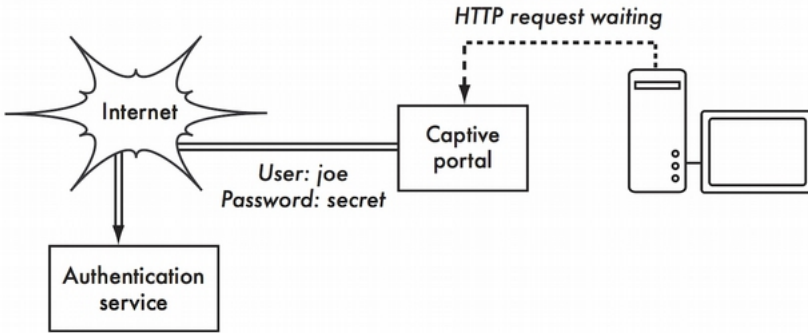 HTTP request waiting
Internet
Captive
portal
User: joe
Password: secret
Authentication
service